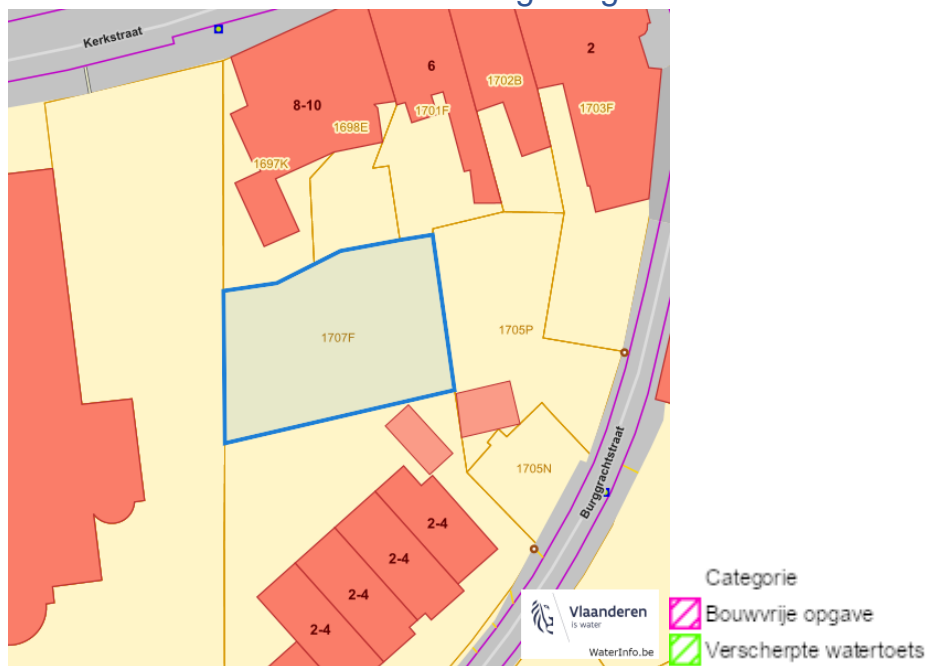 Kerkstraat
2
6
1702B
8-10
1701F
1703F
1698E
1697K
1707F
1705P
1705N
Burggrachtstraat
2-4
2-4
2-4
2-4
Vlaanderen
is water
WaterInfo.be
Categorie
Bouwvrije opgave
Verscherpte watertoets